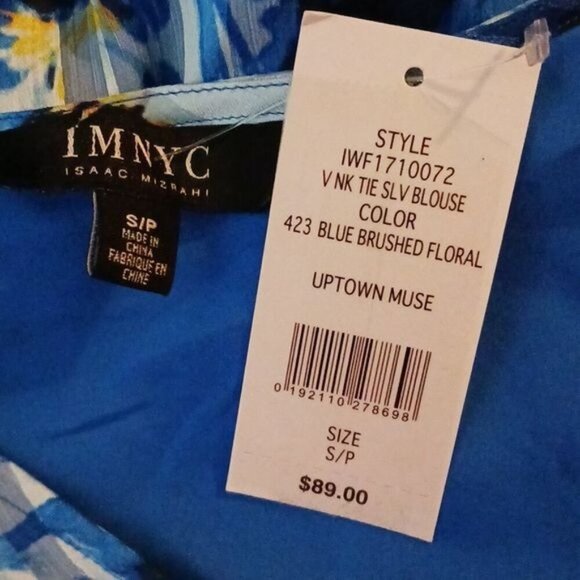 IMNYC
ISAAC MIZRAHI
S/P
MADE IN
CHINA
FABRIQUE EN
CHINE
STYLE
IWF1710072
V NK TIE SLV BLOUSE
COLOR
423 BLUE BRUSHED FLORAL
UPTOWN MUSE
0 192110 278698
SIZE
S/P
$89.00